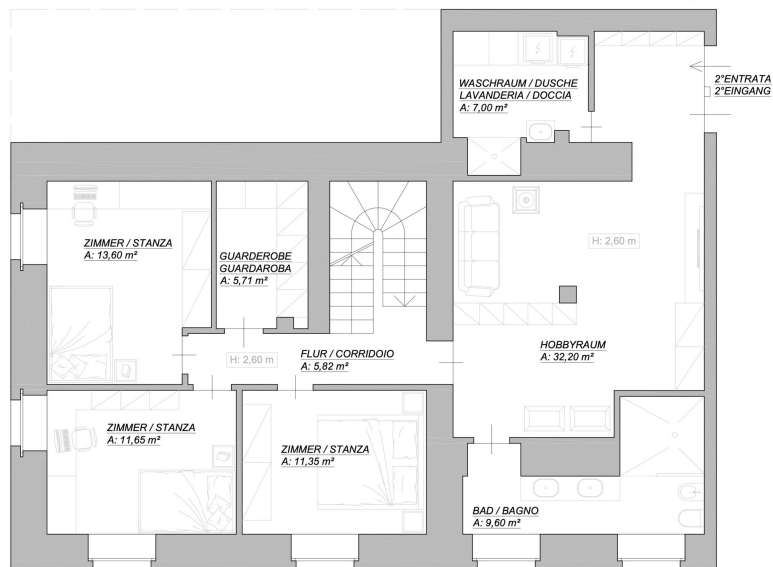 WASCHRAUM / DUSCHE
LAVANDERIA / DOCCIA
A: 7,00 m²
2°ENTRATA
2°EINGANG
ZIMMER / STANZA
A: 13,60 m²
GUARDEROBE
GUARDAROBA
A: 5,71 m²
H: 2,60 m
HOBBYRAUM
A: 32,20 m²
FLUR / CORRIDOIO
A: 5,82 m²
H: 2,60 m
ZIMMER / STANZA
A: 11,65 m²
ZIMMER / STANZA
A: 11,35 m²
BAD / BAGNO
A: 9,60 m²